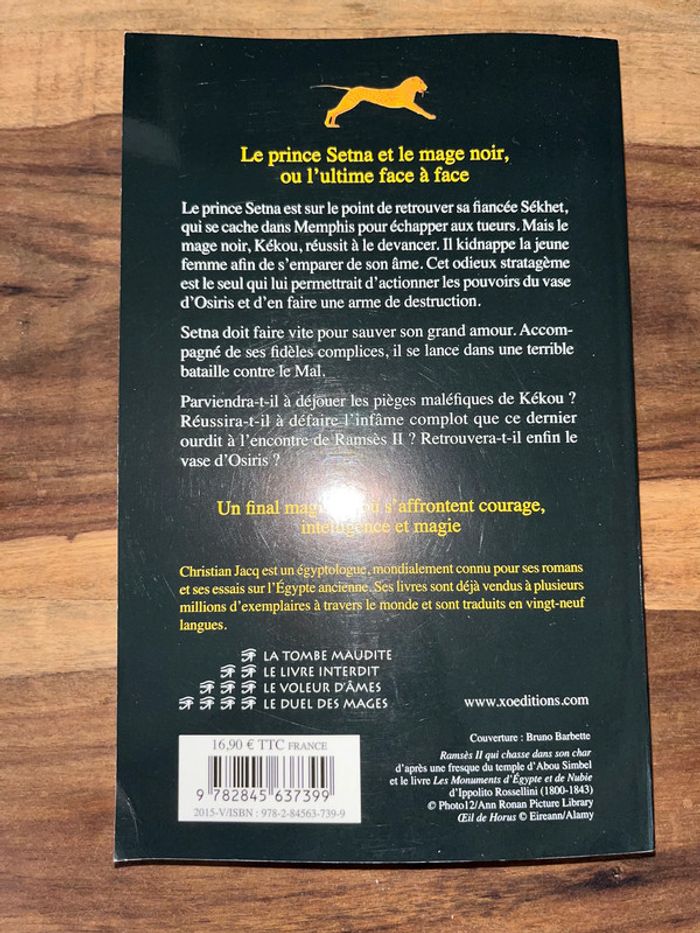 Le prince Setna et le mage noir,
ou l'ultime face à face
Le prince Setna est sur le point de retrouver sa fiancée Sékhet,
qui se cache dans Memphis pour échapper aux tueurs. Mais le
mage noir, Kékou, réussit à le devancer. Il kidnappe la jeune
femme afin de s'emparer de son âme. Cet odieux stratagème
est le seul qui lui permettrait d'actionner les pouvoirs du vase
d'Osiris et d'en faire une arme de destruction.
Setna doit faire vite pour sauver son grand amour. Accom-
pagné de ses fidèles complices, il se lance dans une terrible
bataille contre le Mal.
Parviendra-t-il à déjouer les pièges maléfiques de Kékou ?
Réussira-t-il à défaire l'infâme complot que ce dernier
ourdit à l'encontre de Ramsès II ? Retrouvera-t-il enfin le
vase d'Osiris ?
Un final s'affrontent courage,
intelligence et magie
Christian Jacq est un égyptologue, mondialement connu pour ses romans
et ses essais sur l'Égypte ancienne. Ses livres sont déjà vendus à plusieurs
millions d'exemplaires à travers le monde et sont traduits en vingt-neuf
langues.
LA TOMBE MAUDITE
LE LIVRE INTERDIT
LE VOLEUR D'ÂMES
LE DUEL DES MAGES
www.xoeditions.com
16,90 € TTC FRANCE
9 782845 637399
2015-V/ISBN : 978-2-84563-739-9
Couverture : Bruno Barbette
Ramsès II qui chasse dans son char
d'après une fresque du temple d'Abou Simbel
et le livre Les Monuments d'Égypte et de Nubie
d'Ippolito Rossellini (1800-1843)
© Photo12/Ann Ronan Picture Library
Œil de Horus © Eireann/Alamy